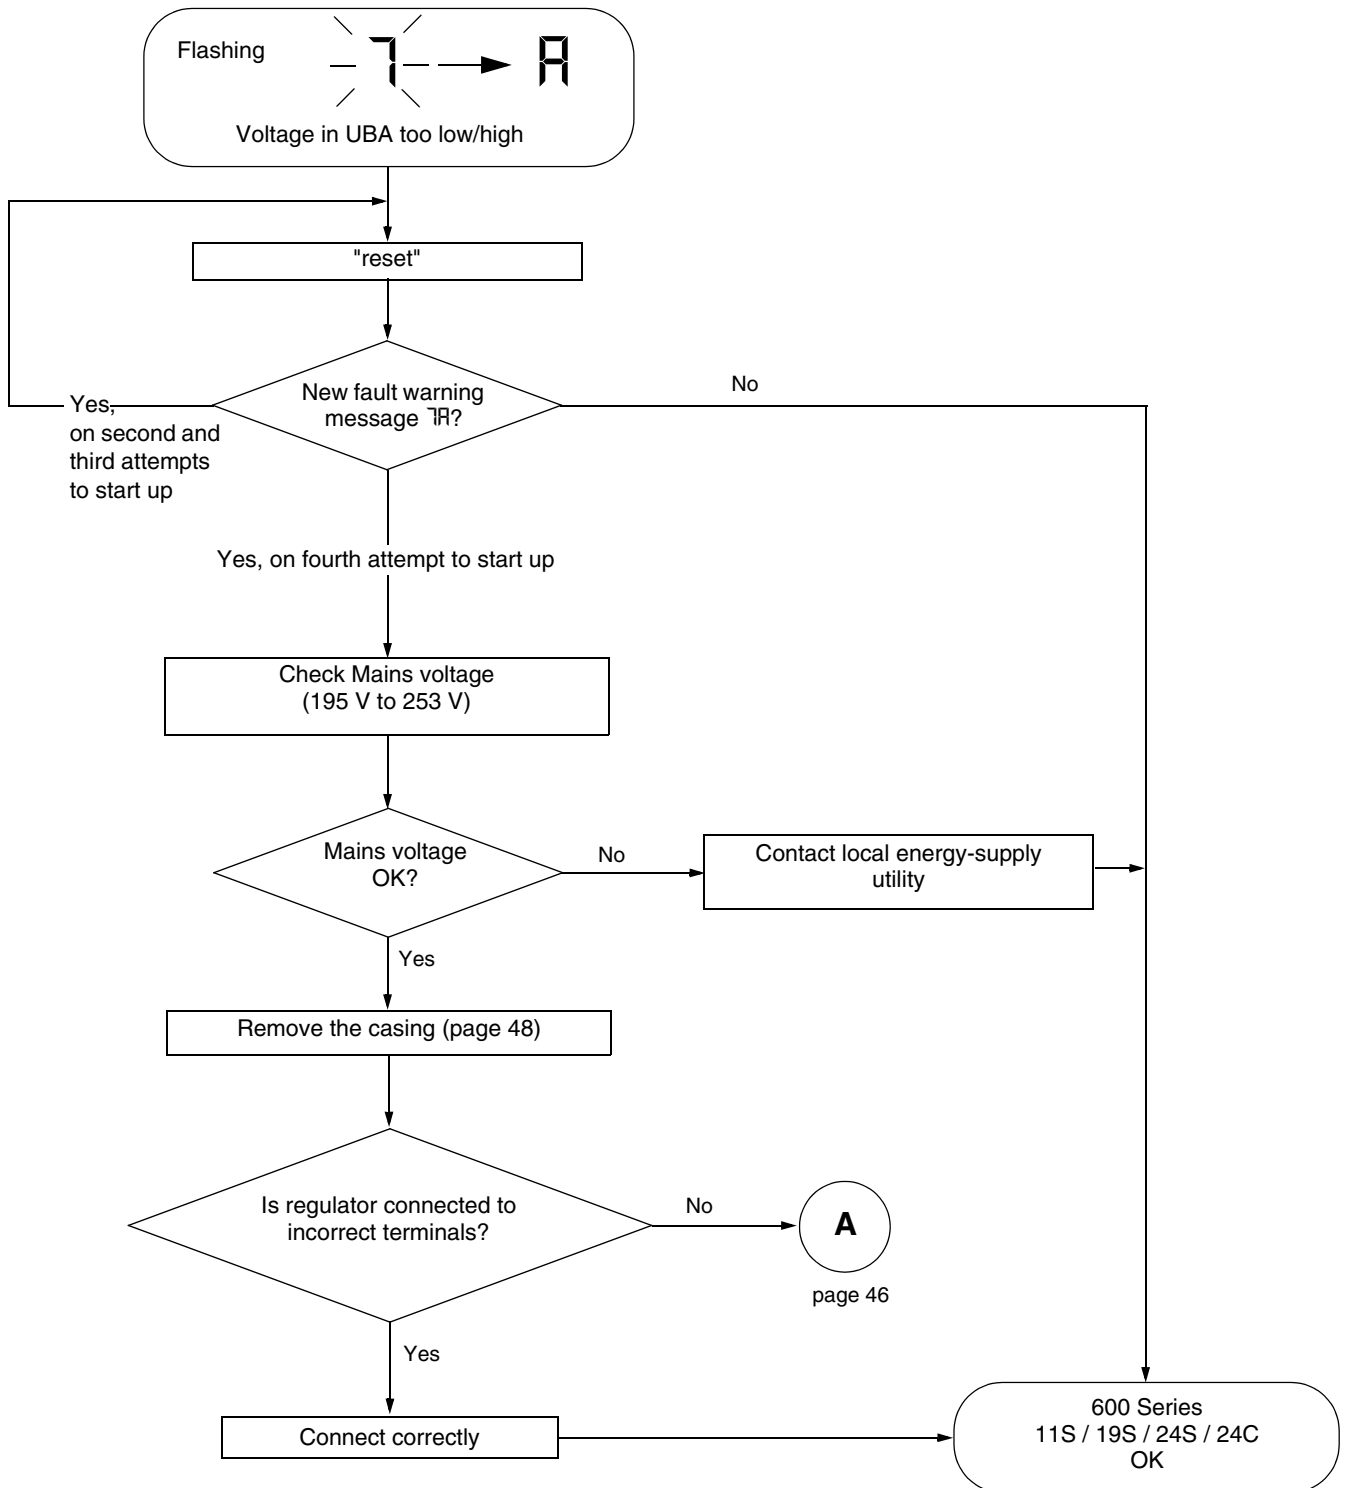 Flashing
7 A
Voltage in UBA too low/high
"reset"
New fault warning
message 7A?
No
Yes,
on second and
third attempts
to start up
Yes, on fourth attempt to start up
Check Mains voltage
(195 V to 253 V)
Mains voltage
OK?
No
Contact local energy-supply
utility
Yes
Remove the casing (page 48)
Is regulator connected to
incorrect terminals?
No
A
page 46
Yes
Connect correctly
600 Series
11S / 19S / 24S / 24C
OK